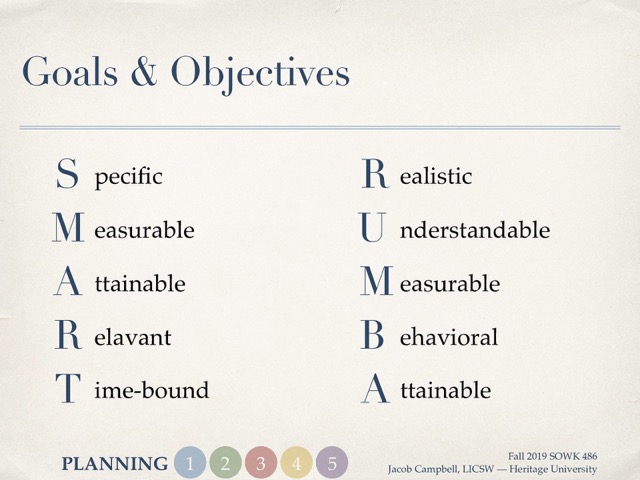 Goals & Objectives
S pecific
M easurable
A ttainable
R elavant
T ime-bound
R ealistic
U nderstandable
M easurable
B ehavioral
A ttainable
PLANNING 1 2 3 4 5
Fall 2019 SOWK 486
Jacob Campbell, LICSW — Heritage University